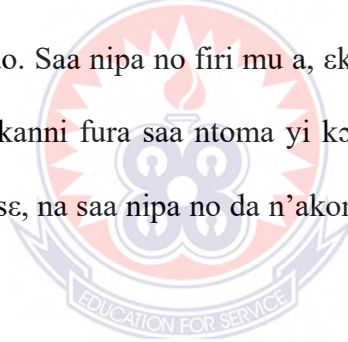 no. Saa nipa no firi mu a, ɛk
kanni fura saa ntoma yi kɔ
sɛ, na saa nipa no da n'akon
EDUCATION FOR SERVICE